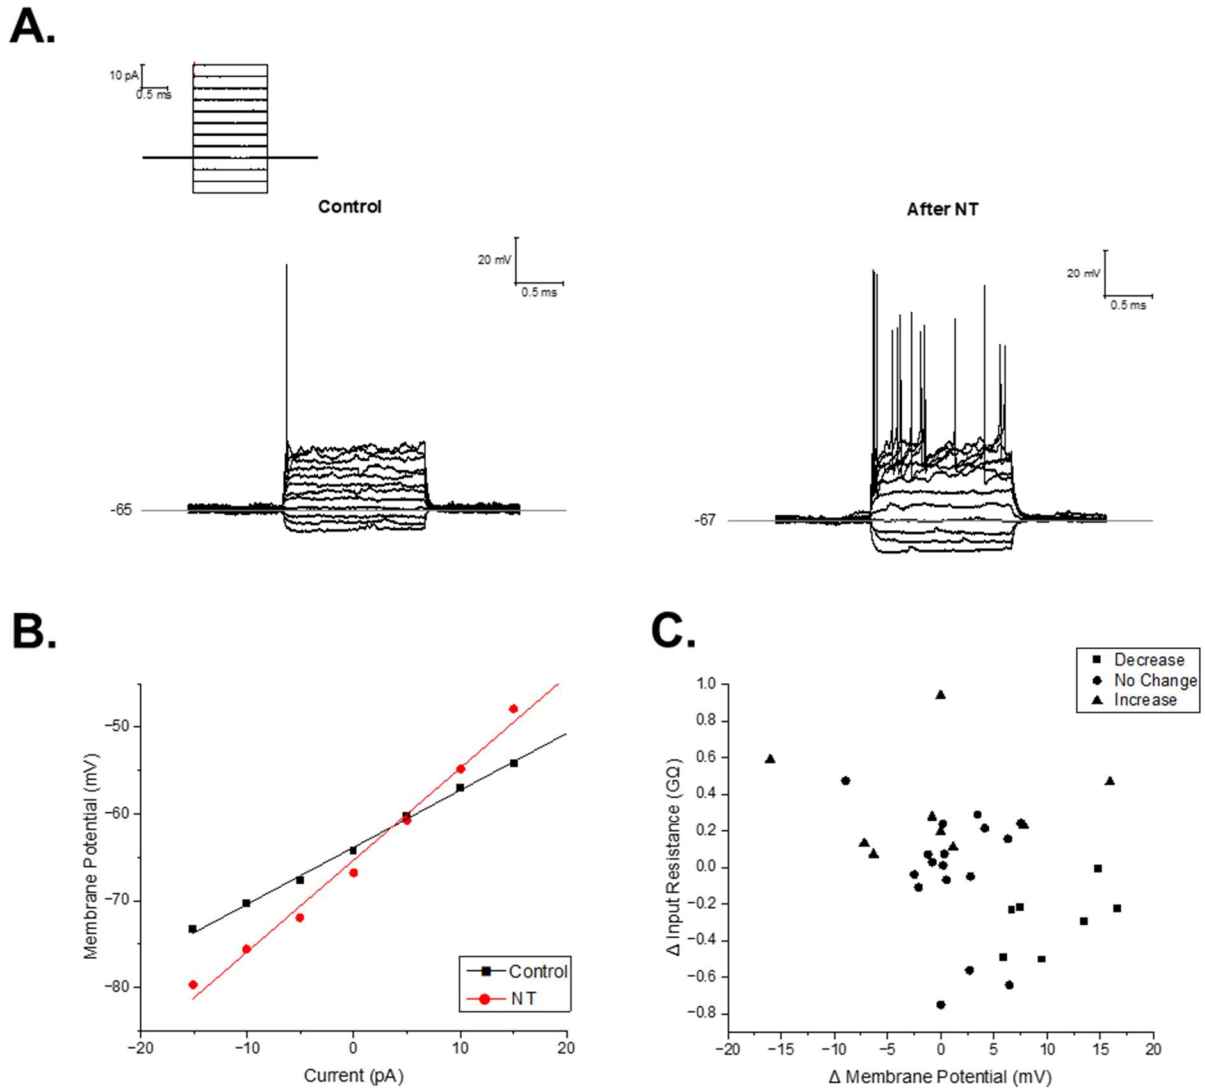 A.
10 pA
0.5 ms
Control
After NT
20 mV
0.5 ms
20 mV
0.5 ms
-65
-67
B.
C.
Decrease
No Change
Increase
Membrane Potential (mV)
−50
−60
−70
−80
−20
−10
0
10
20
Current (pA)
Control
NT
Δ Input Resistance (GΩ)
1.0
0.8
0.6
0.4
0.2
0.0
−0.2
−0.4
−0.6
−0.8
−20
−15
−10
−5
0
5
10
15
20
Δ Membrane Potential (mV)